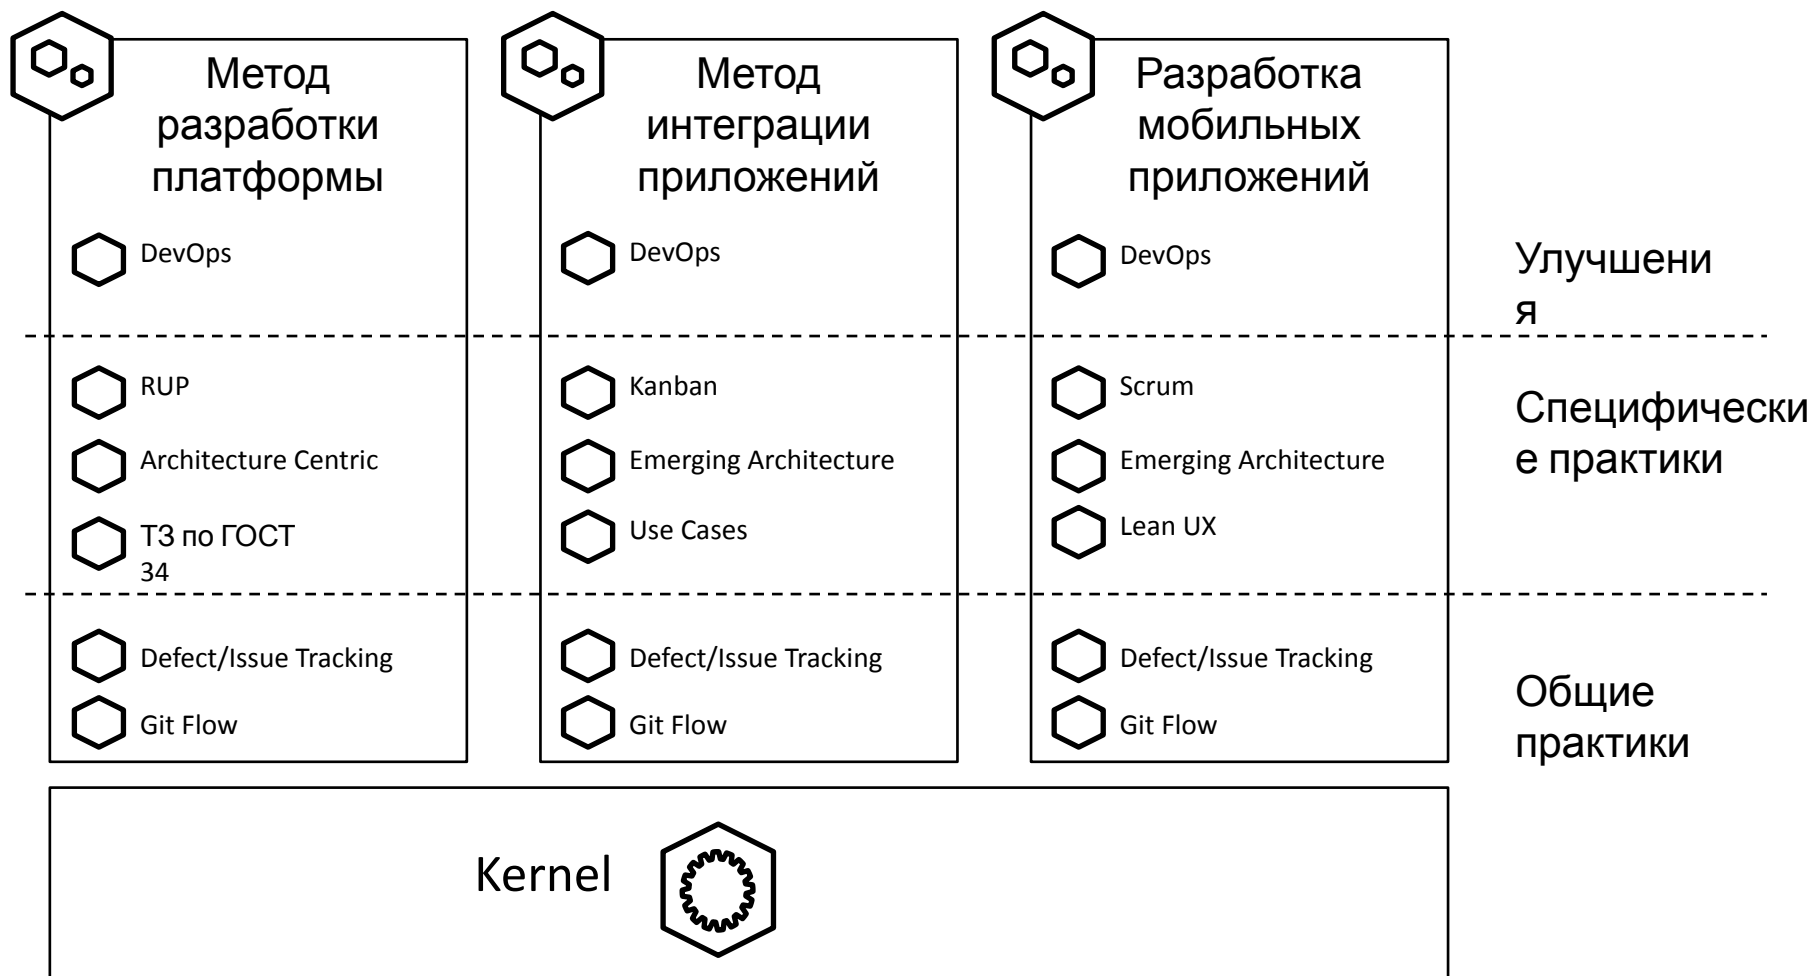 Метод
разработки
платформы
DevOps
RUP
Architecture Centric
ТЗ по ГОСТ
34
Defect/Issue Tracking
Git Flow
Метод
интеграции
приложений
DevOps
Kanban
Emerging Architecture
Use Cases
Defect/Issue Tracking
Git Flow
Разработка
мобильных
приложений
DevOps
Scrum
Emerging Architecture
Lean UX
Defect/Issue Tracking
Git Flow
Улучшени
я
Специфически
е практики
Общие
практики
Kernel